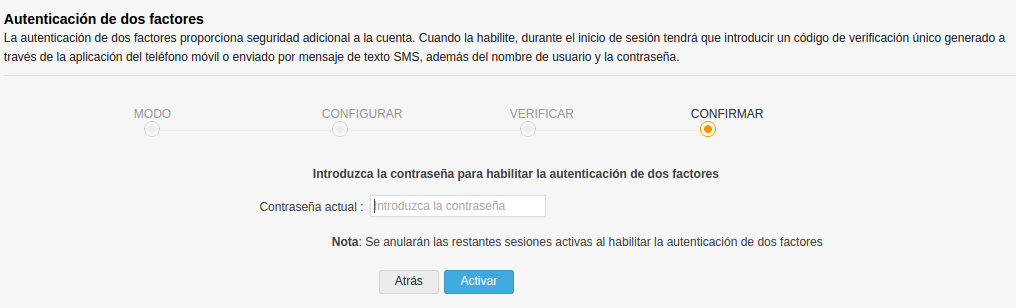 Autenticación de dos factores
La autenticación de dos factores proporciona seguridad adicional a la cuenta. Cuando la habilite, durante el inicio de sesión tendrá que introducir un código de verificación único generado a
través de la aplicación del teléfono móvil o enviado por mensaje de texto SMS, además del nombre de usuario y la contraseña.
MODO CONFIGURAR VERIFICAR CONFIRMAR
Introduzca la contraseña para habilitar la autenticación de dos factores
Contraseña actual : Introduzca la contraseña
Nota: Se anularán las restantes sesiones activas al habilitar la autenticación de dos factores
Atrás Activar